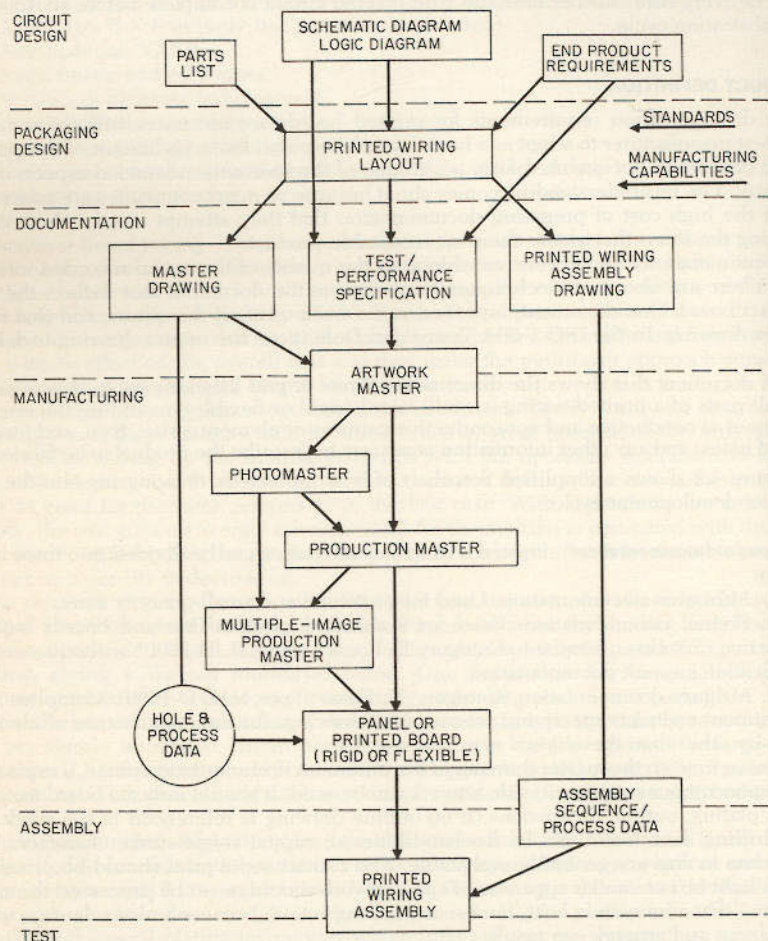 CIRCUIT
DESIGN
SCHEMATIC DIAGRAM
LOGIC DIAGRAM
PARTS
LIST
END PRODUCT
REQUIREMENTS
PACKAGING
DESIGN
PRINTED WIRING
LAYOUT
STANDARDS
MANUFACTURING
CAPABILITIES
DOCUMENTATION
MASTER
DRAWING
TEST/
PERFORMANCE
SPECIFICATION
PRINTED WIRING
ASSEMBLY
DRAWING
MANUFACTURING
ARTWORK
MASTER
PHOTOMASTER
PRODUCTION MASTER
MULTIPLE-IMAGE
PRODUCTION
MASTER
HOLE &
PROCESS
DATA
PANEL OR
PRINTED BOARD
(RIGID OR FLEXIBLE)
ASSEMBLY
ASSEMBLY
SEQUENCE/
PROCESS DATA
PRINTED
WIRING
ASSEMBLY
TEST